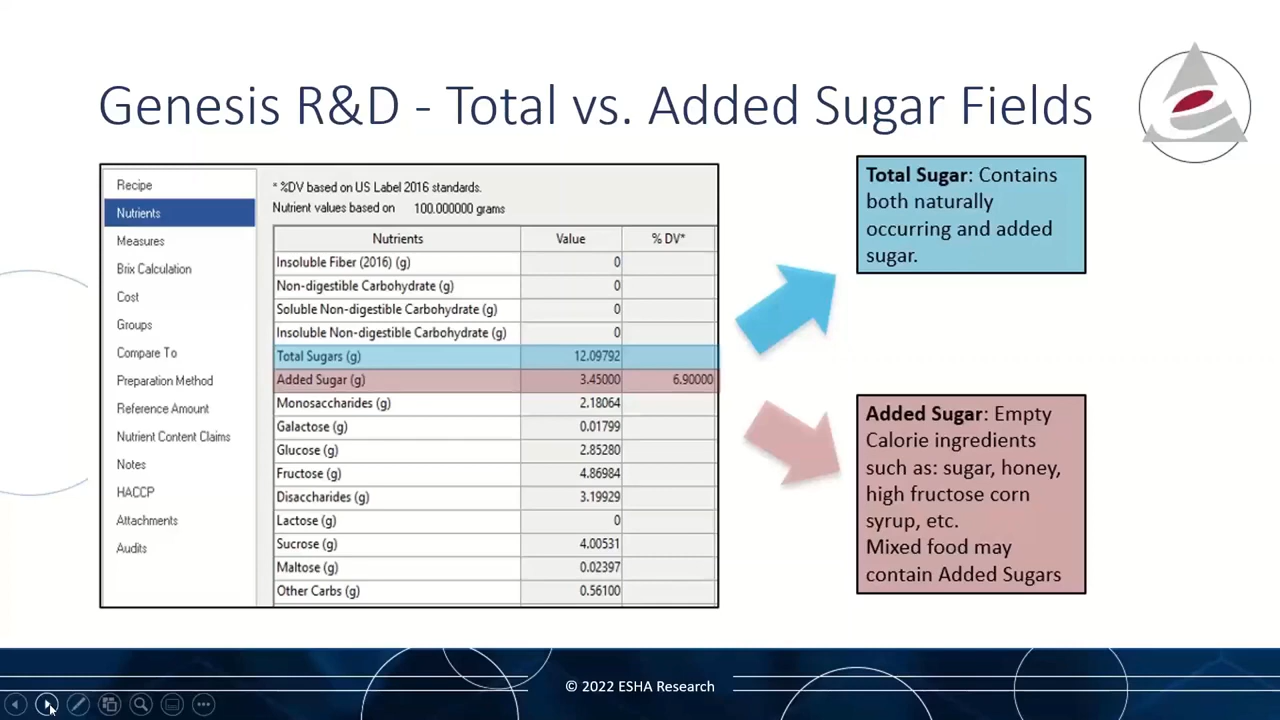 Genesis R&D - Total vs. Added Sugar Fields
Recipe
Nutrients
Measures
Brix Calculation
Cost
Groups
Compare To
Preparation Method
Reference Amount
Nutrient Content Claims
Notes
HACCP
Attachments
Audits
* %DV based on US Label 2016 standards.
Nutrient values based on 100.000000 grams
Nutrients Value % DV*
Insoluble Fiber (2016) (g) 0
Non-digestible Carbohydrate (g) 0
Soluble Non-digestible Carbohydrate (g) 0
Insoluble Non-digestible Carbohydrate (g) 0
Total Sugars (g) 12.09792
Added Sugar (g) 3.45000 6.90000
Monosaccharides (g) 2.18064
Galactose (g) 0.01799
Glucose (g) 2.85280
Fructose (g) 4.86984
Disaccharides (g) 3.19929
Lactose (g) 0
Sucrose (g) 4.00531
Maltose (g) 0.02397
Other Carbs (g) 0.56100
Total Sugar: Contains
both naturally
occurring and added
sugar.
Added Sugar: Empty
Calorie ingredients
such as: sugar, honey,
high fructose corn
syrup, etc.
Mixed food may
contain Added Sugars
© 2022 ESHA Research